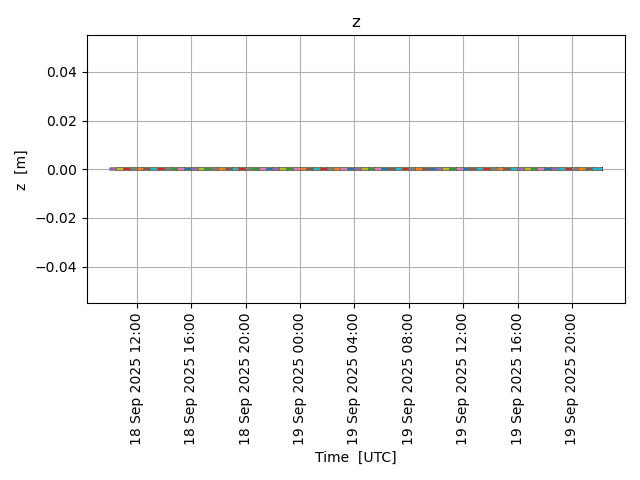 z
0.04
0.02
0.00
−0.02
−0.04
z [m]
18 Sep 2025 12:00
18 Sep 2025 16:00
18 Sep 2025 20:00
19 Sep 2025 00:00
19 Sep 2025 04:00
19 Sep 2025 08:00
19 Sep 2025 12:00
19 Sep 2025 16:00
19 Sep 2025 20:00
Time [UTC]